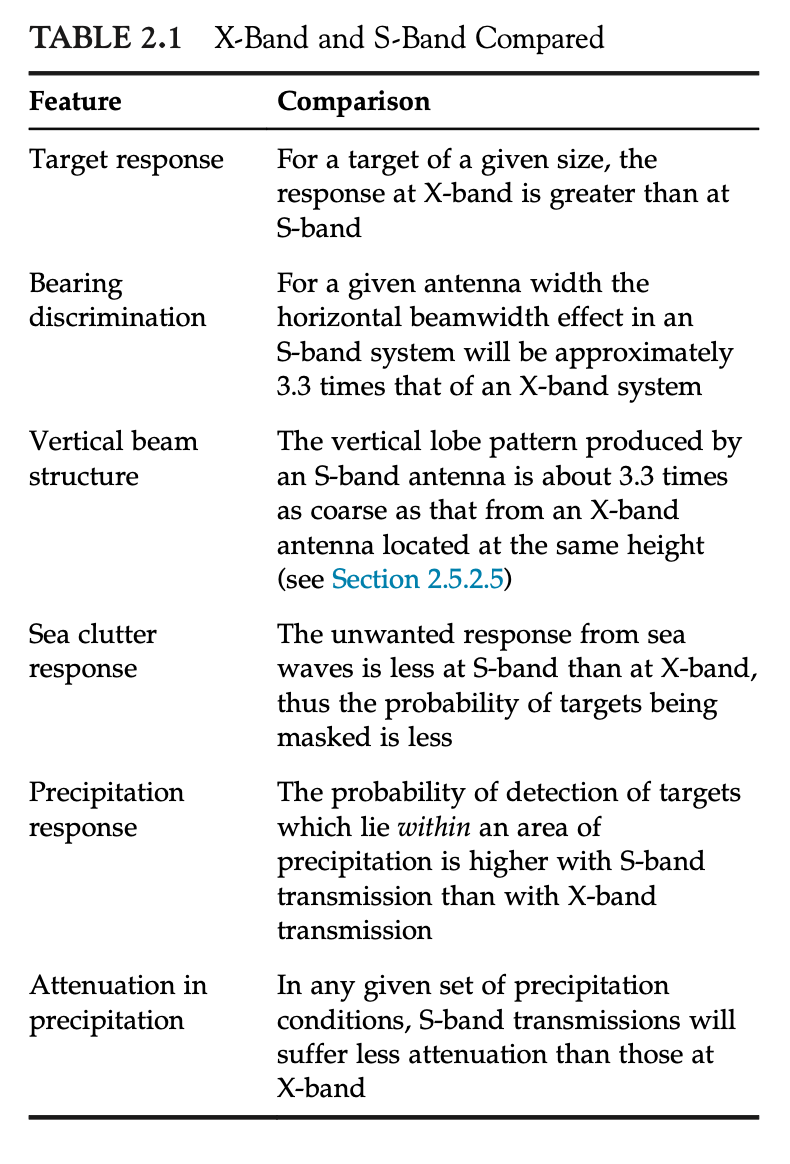 TABLE 2.1 X-Band and S-Band Compared
Feature Comparison
Target response For a target of a given size, the
response at X-band is greater than at
S-band
Bearing For a given antenna width the
discrimination horizontal beamwidth effect in an
S-band system will be approximately
3.3 times that of an X-band system
Vertical beam The vertical lobe pattern produced by
structure an S-band antenna is about 3.3 times
as coarse as that from an X-band
antenna located at the same height
(see Section 2.5.2.5)
Sea clutter The unwanted response from sea
response waves is less at S-band than at X-band,
thus the probability of targets being
masked is less
Precipitation The probability of detection of targets
response which lie within an area of
precipitation is higher with S-band
transmission than with X-band
transmission
Attenuation in In any given set of precipitation
precipitation conditions, S-band transmissions will
suffer less attenuation than those at
X-band